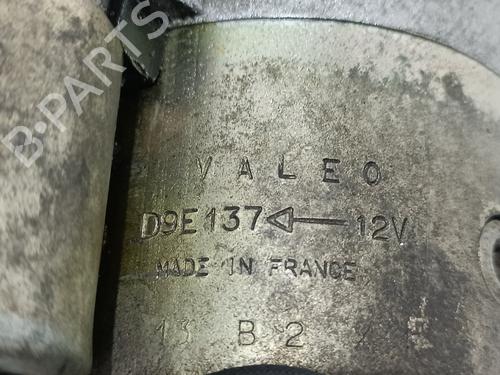 B-PARTS
VALEO
D9E137 12V
MADE IN FRANCE
13 B 2